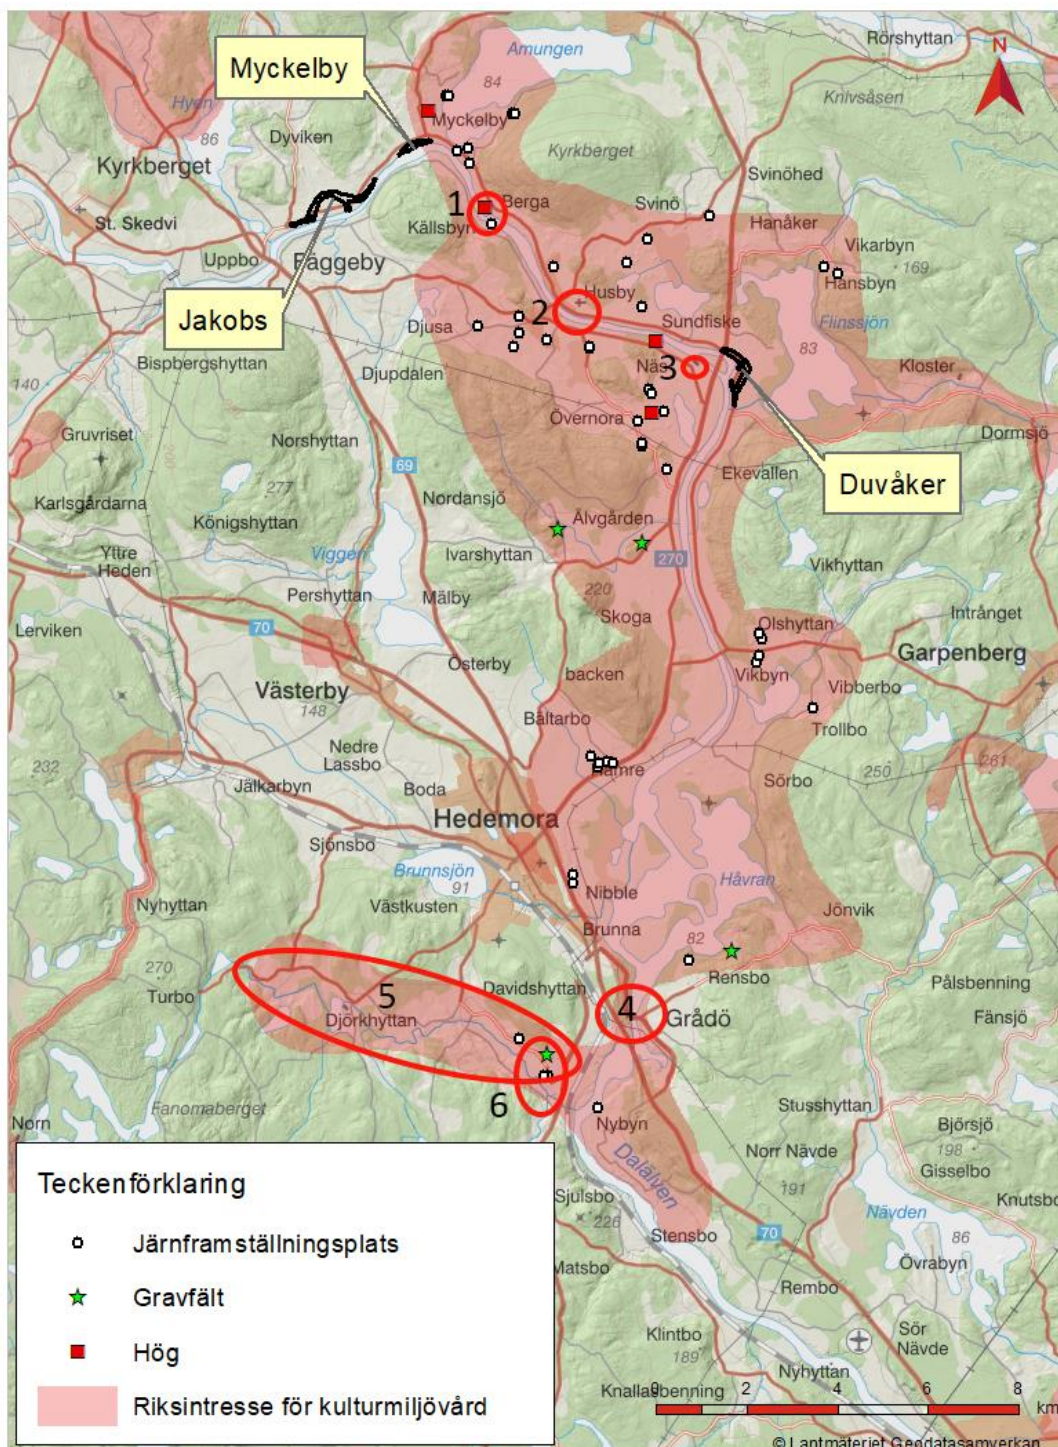 Amungen
Rörshyttan
N
Myckelby
84
Knivsåsen
Hyen
Myckelby
Dyviken
86
Kyrkberget
Kyrkberget
Svinöhed
1
Berga
Svinö
St. Skedvi
Källsbyn
Hanåker
Vikarbyn
Uppbo
Fäggeby
169
Hansbyn
Husby
Jakobs
2
Djusa
Sundfiske
Flinssjön
83
Bispbergshyttan
Näs
3
Kloster
140
Djupdalen
Övernora
Gruvriset
200
Norshyttan
Dormsjö
69
Ekevallen
Duvåker
277
Karlsgårdarna
Nordansjö
Königshyttan
Älvgården
Yttre
Heden
Viggen
Ivarshyttan
270
Vikhyttan
Pershyttan
220
Mälby
Intrånget
Lerviken
70
Skoga
Olshyttan
Österby
Garpenberg
backen
Vikbyn
Västerby
Vibberbo
148
Båltarbo
Trollbo
Nedre
Lassbo
232
261
Hamre
250
Jälkarbyn
Boda
Sörbo
Hedemora
Sjönsbo
Brunnsjön
91
Håvran
Nibble
Nyhyttan
Västkusten
Jönvik
Brunna
82
270
Rensbo
Pålsbenning
Turbo
5
Davidshyttan
4
Djörkhyttan
Grådö
Fänsjö
6
Fanomaberget
Stusshyttan
Nybyn
Norn
Björsjö
Norr Nävde
198
Dalälven
Gisselbo
Teckenförklaring
Sjulsbo
191
Knutsbo
226
Nävden
70
86
Järnframställningsplats
Stensbo
Matsbo
Övrabyn
Rembo
Gravfält
Sör
Nävde
Klintbo
Hög
189
Nyhyttan
Knallasbenning
0 2 4 6 8
Riksintresse för kulturmiljövård
km
© Lantmäteriet Geodatasamverkan